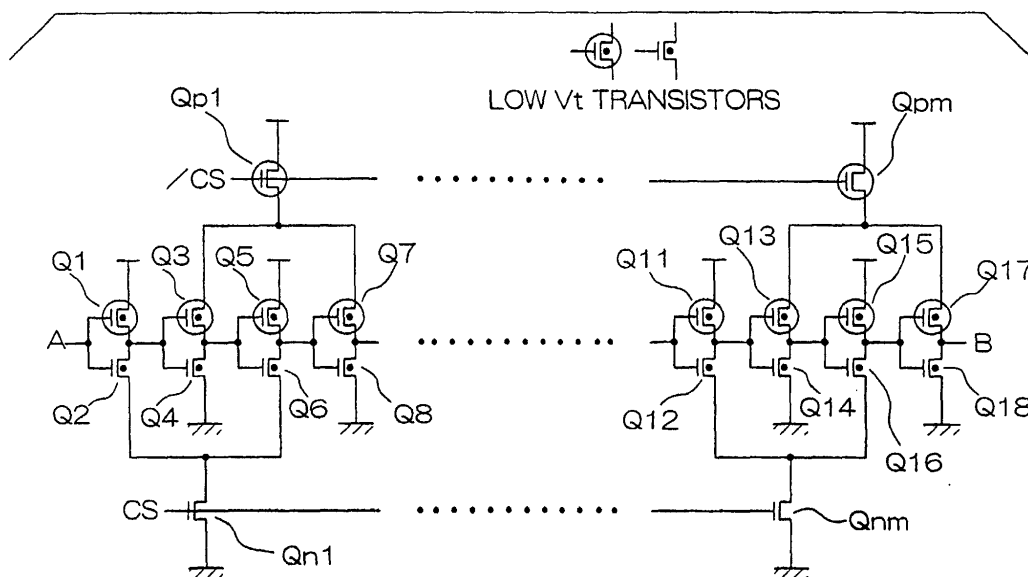 LOW Vt TRANSISTORS
Qp1
Qpm
/CS
Q1
Q3
Q5
Q7
Q11
Q13
Q15
Q17
A
B
Q2
Q4
Q6
Q8
Q12
Q14
Q16
Q18
CS
Qn1
Qnm